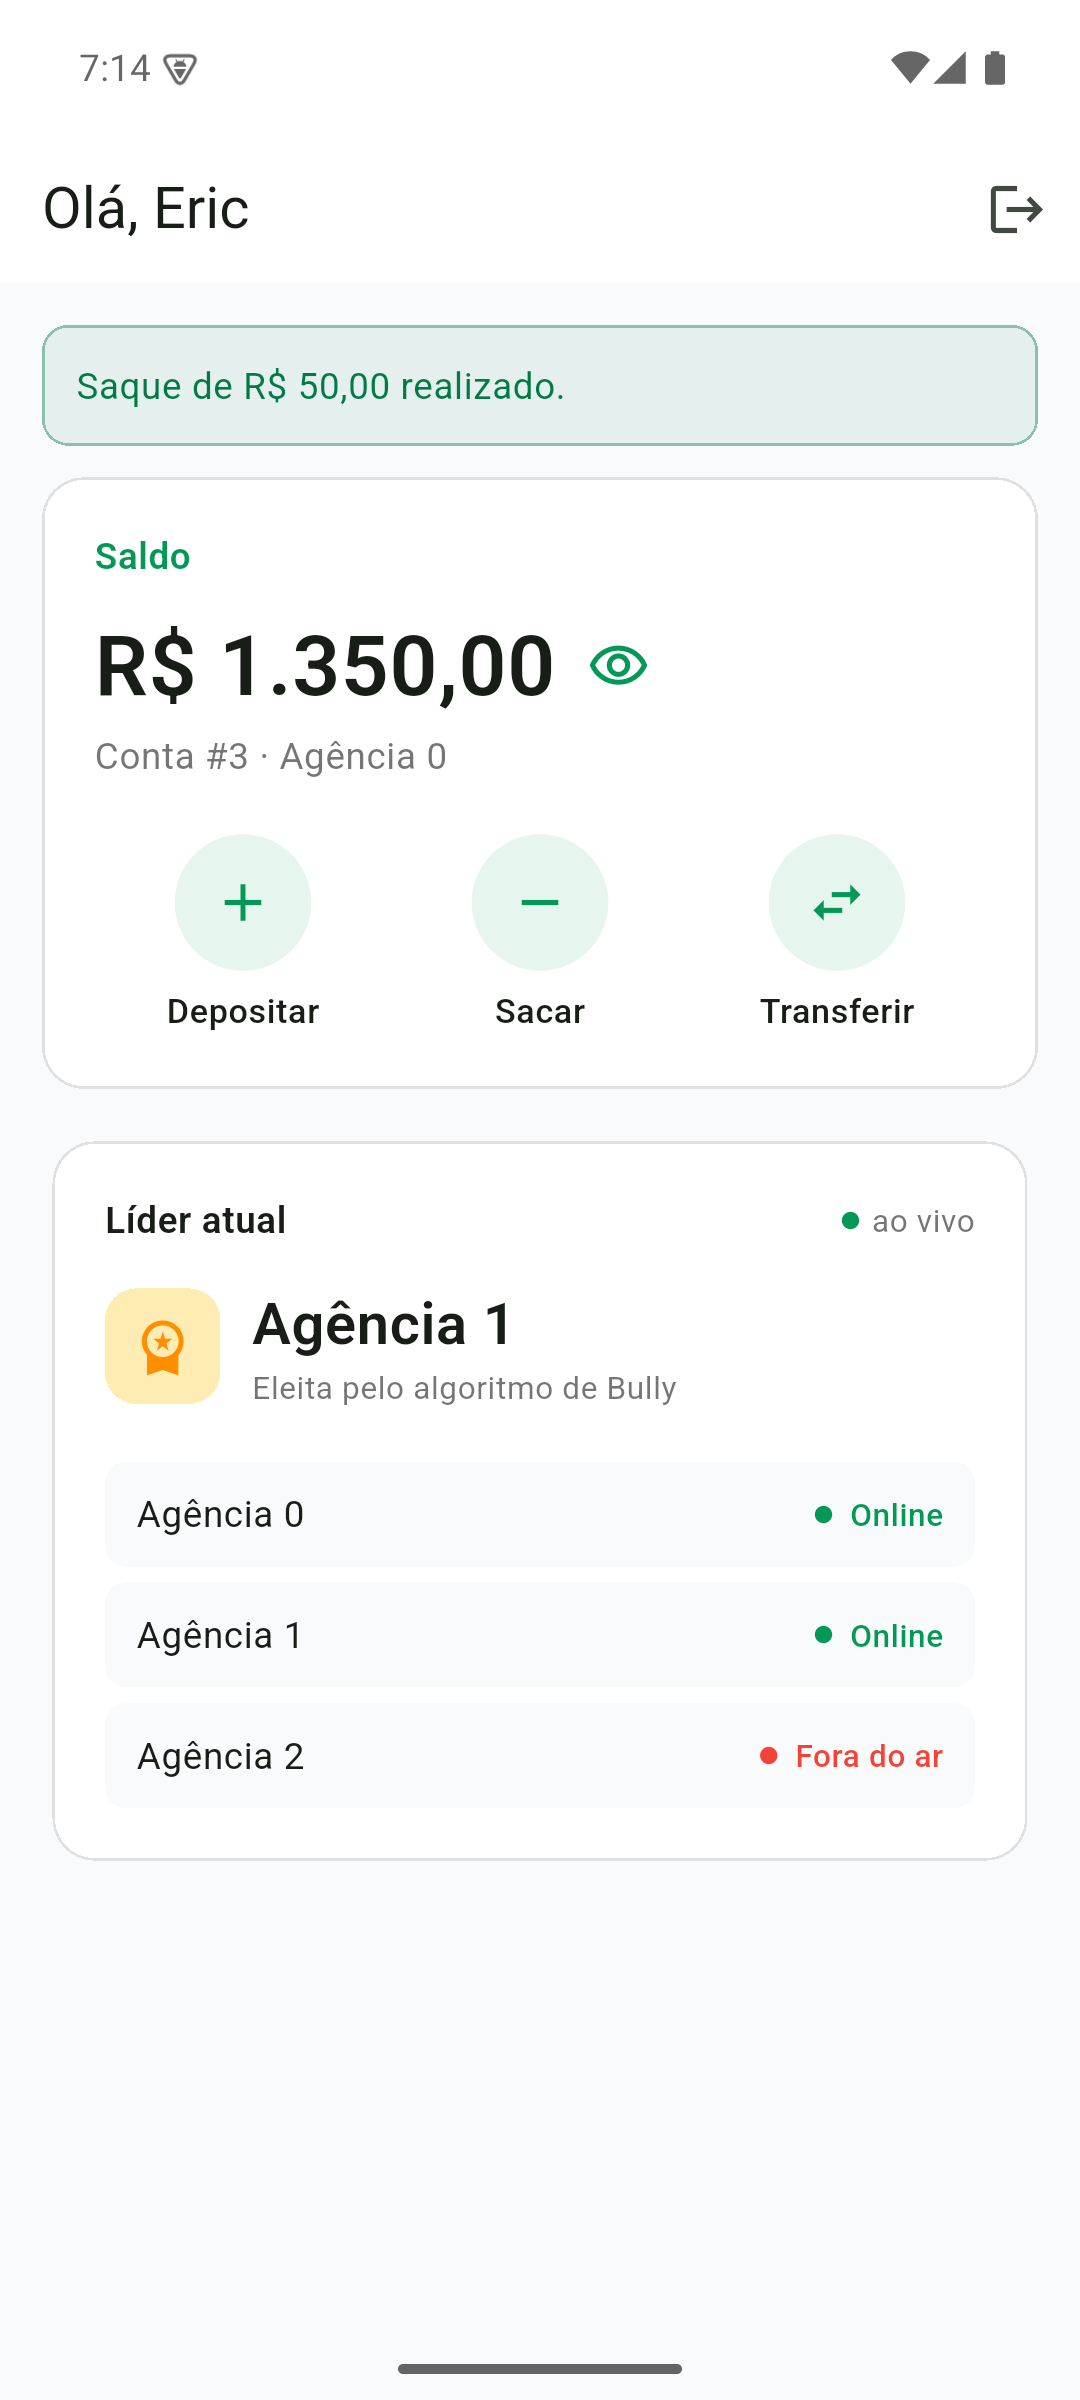 7:14
Olá, Eric
Saque de R$ 50,00 realizado.
Saldo
R$ 1.350,00
Conta #3 · Agência 0
Depositar Sacar Transferir
Líder atual ao vivo
Agência 1
Eleita pelo algoritmo de Bully
Agência 0 Online
Agência 1 Online
Agência 2 Fora do ar